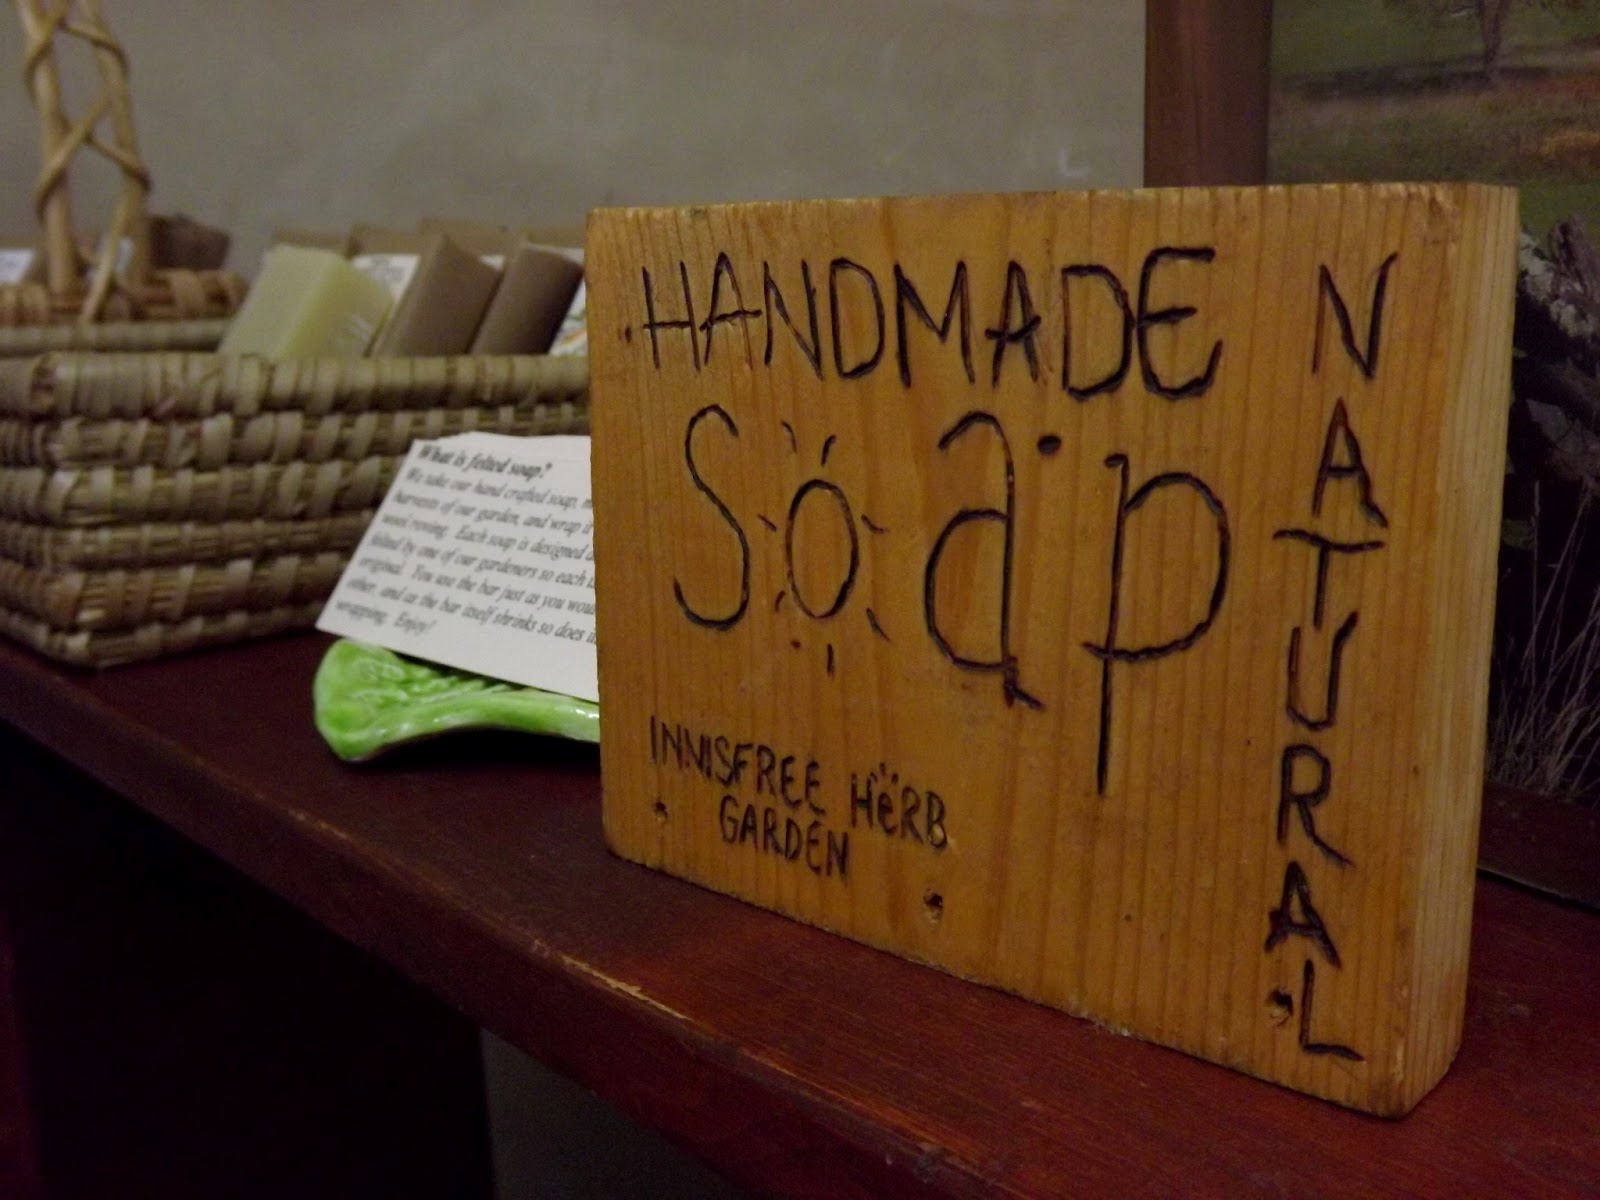 HANDMADE
Soap
NATURAL
INNISFREE HERB
GARDEN
What is felted soap?
We take our hand crafted soap,
harvests of our garden, and wrap
wool roving. Each soap is designed
felted by one of our gardeners so each
original. You use the bar just as you
other, and as the bar itself shrinks so does
wrapping. Enjoy!